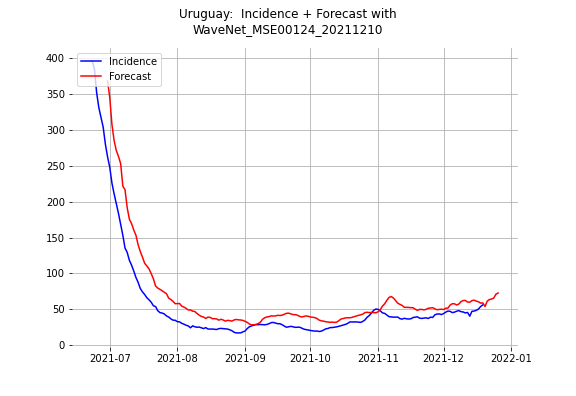 Uruguay:  Incidence + Forecast with
WaveNet_MSE00124_20211210
Incidence
Forecast
400
350
300
250
200
150
100
50
0
2021-07 2021-08 2021-09 2021-10 2021-11 2021-12 2022-01